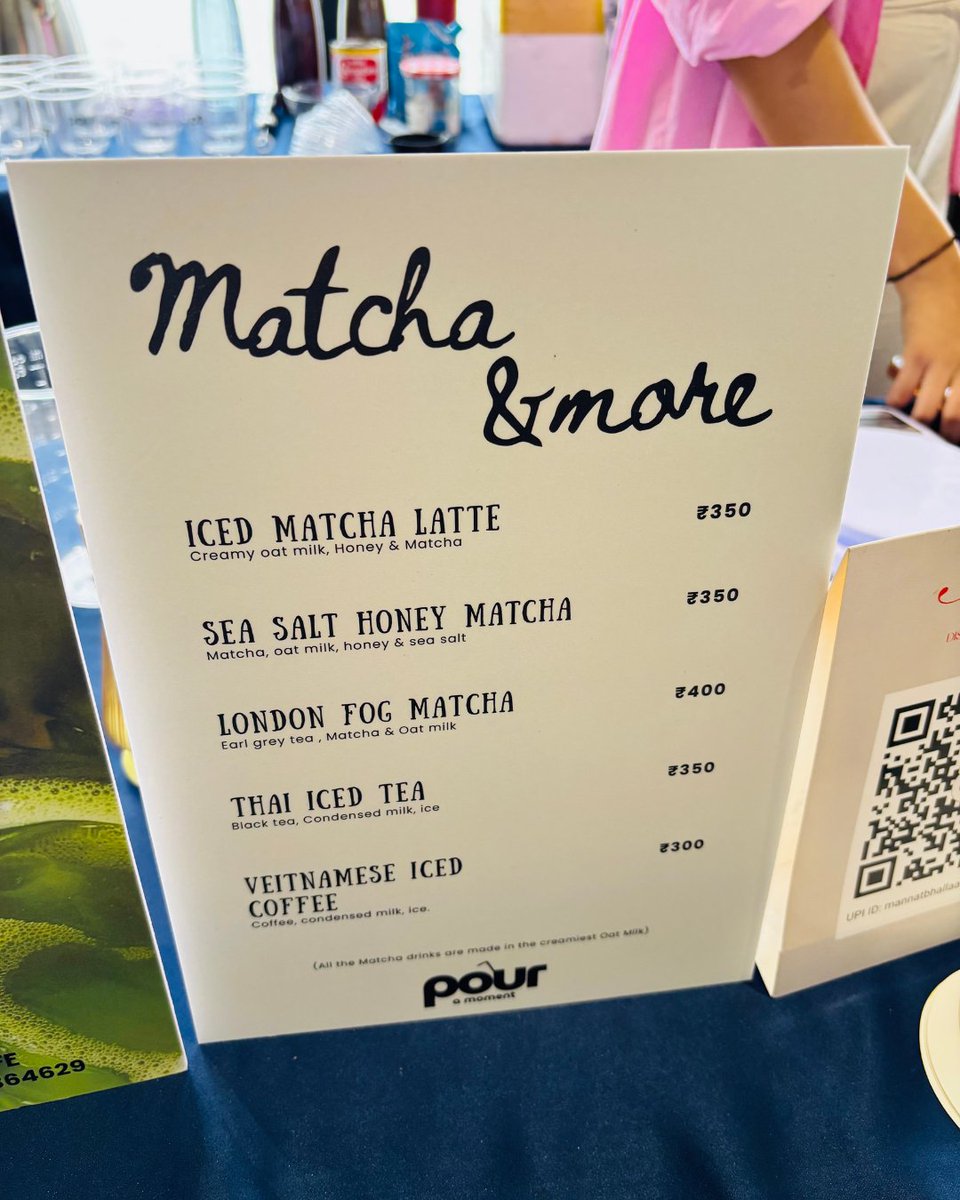 Matcha
&more
ICED MATCHA LATTE ₹350
Creamy oat milk, Honey & Matcha
SEA SALT HONEY MATCHA ₹350
Matcha, oat milk, honey & sea salt
LONDON FOG MATCHA ₹400
Earl grey tea , Matcha & Oat milk
THAI ICED TEA ₹350
Black tea, Condensed milk, ice
VEITNAMESE ICED ₹300
COFFEE
Coffee, condensed milk, ice.
(All the Matcha drinks are made in the creamiest Oat Milk)
pour
a moment
UPI ID: